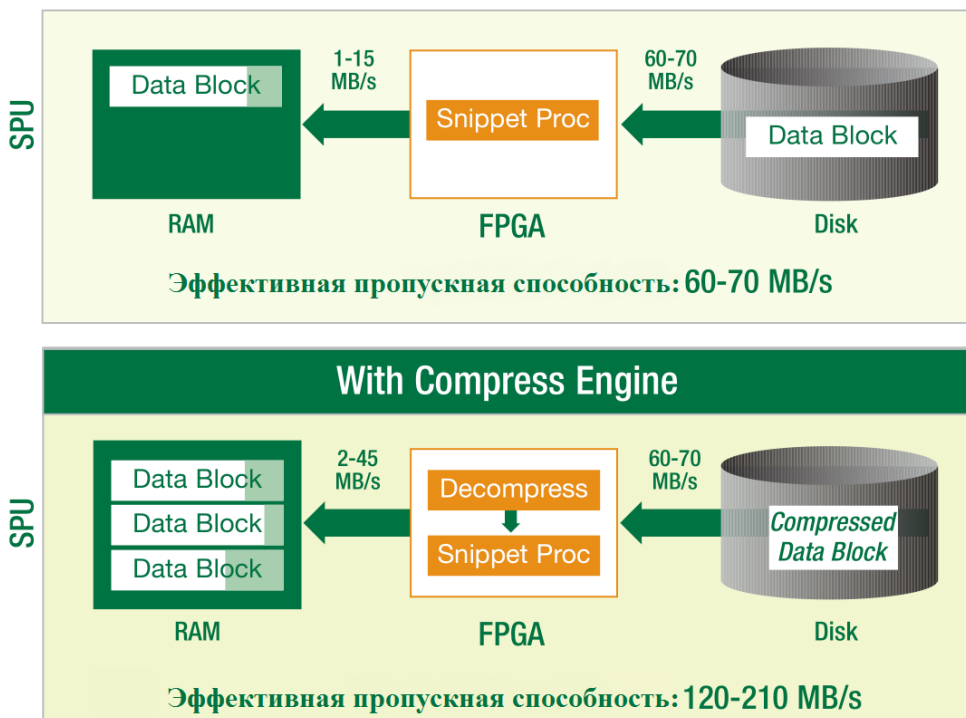 SPU
Data Block
1-15
MB/s
Snippet Proc
60-70
MB/s
Data Block
RAM
FPGA
Disk
Эффективная пропускная способность: 60-70 MB/s
With Compress Engine
SPU
Data Block
Data Block
Data Block
2-45
MB/s
Decompress
Snippet Proc
60-70
MB/s
Compressed
Data Block
RAM
FPGA
Disk
Эффективная пропускная способность: 120-210 MB/s